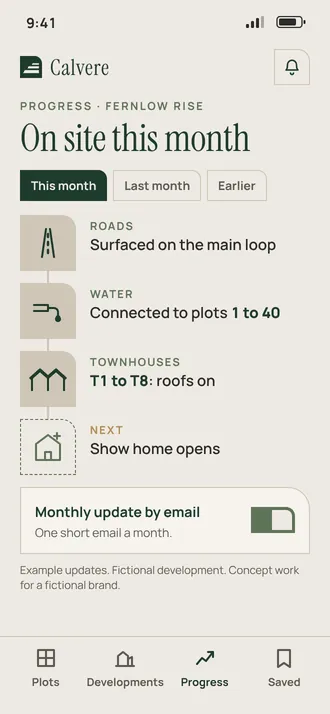 9:41
Calvere
PROGRESS · FERNLOW RISE
On site this month
This month
Last month
Earlier
ROADS
Surfaced on the main loop
WATER
Connected to plots 1 to 40
TOWNHOUSES
T1 to T8: roofs on
NEXT
Show home opens
Monthly update by email
One short email a month.
Example updates. Fictional development. Concept work
for a fictional brand.
Plots
Developments
Progress
Saved